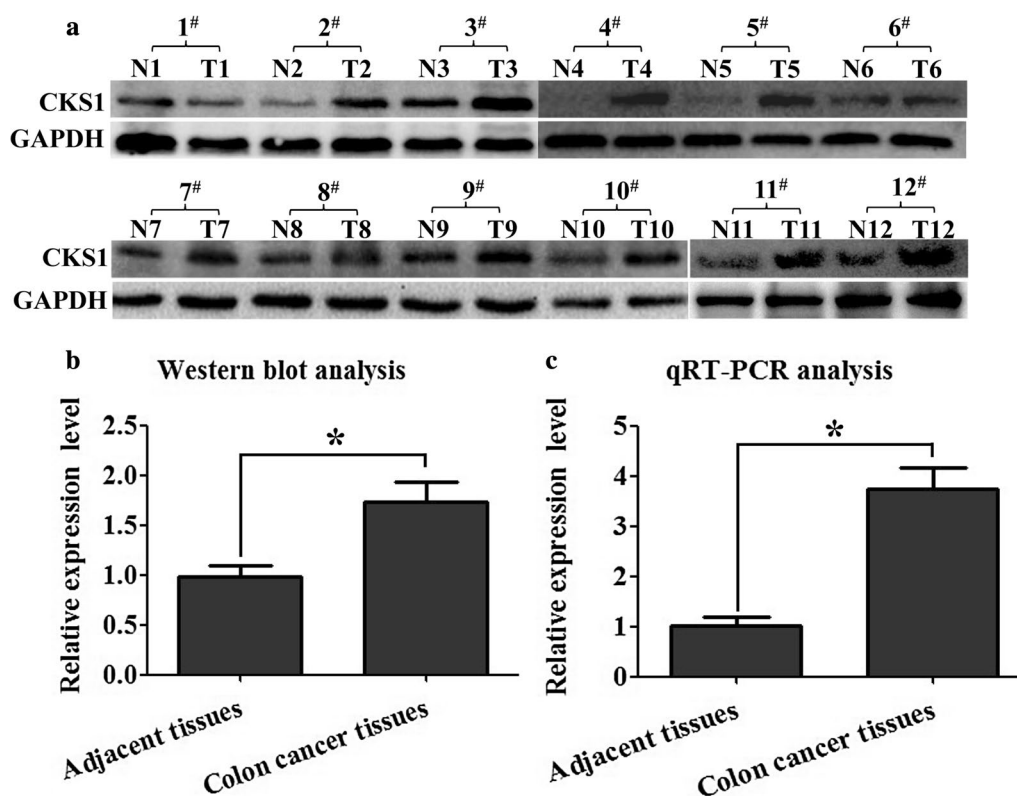 a
1# 2# 3# 4# 5# 6#
N1 T1 N2 T2 N3 T3 N4 T4 N5 T5 N6 T6
CKS1
GAPDH
7# 8# 9# 10# 11# 12#
N7 T7 N8 T8 N9 T9 N10 T10 N11 T11 N12 T12
CKS1
GAPDH
b
Western blot analysis
Relative expression level
2.5
2.0
1.5
1.0
0.5
0.0
*
Adjacent tissues
Colon cancer tissues
c
qRT-PCR analysis
Relative expression level
5
4
3
2
1
0
*
Adjacent tissues
Colon cancer tissues